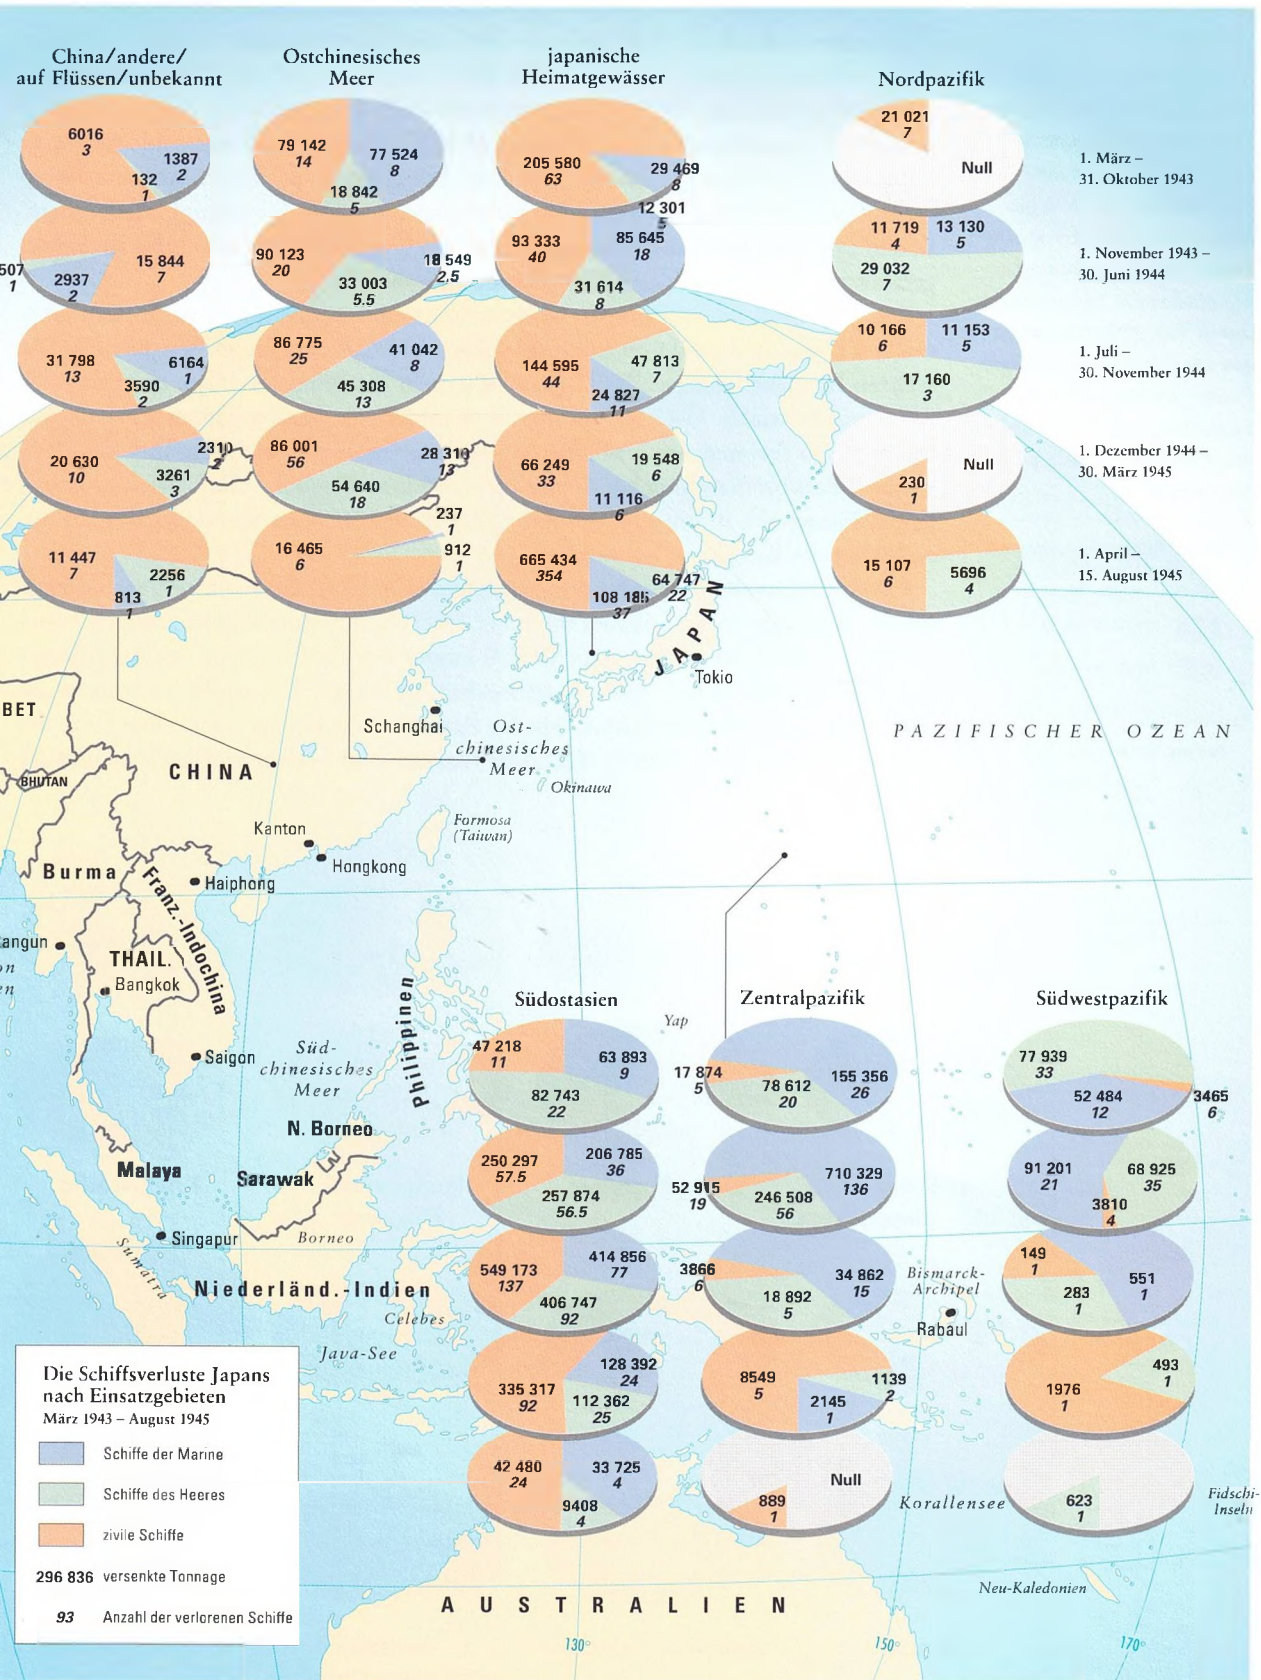 China/andere/
auf Flüssen/unbekannt
Ostchinesisches
Meer
japanische
Heimatgewässer
Nordpazifik
6016
3
1387
2
132
1
79 142
14
77 524
8
18 842
5
205 580
63
29 469
8
12 301
5
21 021
7
Null
1. März –
31. Oktober 1943
507
1
2937
2
15 844
7
90 123
20
18 549
2.5
33 003
5.5
93 333
40
85 645
18
31 614
8
11 719
4
13 130
5
29 032
7
1. November 1943 –
30. Juni 1944
31 798
13
6164
1
3590
2
86 775
25
41 042
8
45 308
13
144 595
44
47 813
7
24 827
11
10 166
6
11 153
5
17 160
3
1. Juli –
30. November 1944
20 630
10
2310
2
3261
3
86 001
56
28 310
13
54 640
18
66 249
33
19 548
6
11 116
6
Null
230
1
1. Dezember 1944 –
30. März 1945
11 447
7
2256
1
813
1
16 465
6
237
1
912
1
665 434
354
64 747
22
108 185
37
15 107
6
5696
4
1. April –
15. August 1945
JAPAN
Tokio
BET
Schanghai
Ost-
chinesisches
Meer
PAZIFISCHER OZEAN
BHUTAN
CHINA
Okinawa
Formosa
(Taiwan)
Kanton
Hongkong
Burma
Haiphong
Franz.-Indochina
angun
on
en
THAIL.
Bangkok
Saigon
Süd-
chinesisches
Meer
Philippinen
Yap
N. Borneo
Malaya
Sarawak
Singapur
Borneo
Sumatra
Niederländ.-Indien
Celebes
Java-See
Südostasien
Zentralpazifik
Südwestpazifik
47 218
11
63 893
9
82 743
22
17 874
5
155 356
26
78 612
20
77 939
33
52 484
12
3465
6
250 297
57.5
206 785
36
257 874
56.5
52 915
19
710 329
136
246 508
56
91 201
21
68 925
35
3810
4
549 173
137
414 856
77
406 747
92
3866
6
34 862
15
18 892
5
Bismarck-
Archipel
Rabaul
149
1
551
1
283
1
335 317
92
128 392
24
112 362
25
8549
5
1139
2
2145
1
1976
1
493
1
42 480
24
33 725
4
9408
4
Null
889
1
Korallensee
623
1
Fidschi-
Inseln
Neu-Kaledonien
AUSTRALIEN
130°
150°
170°
Die Schiffsverluste Japans
nach Einsatzgebieten
März 1943 – August 1945
Schiffe der Marine
Schiffe des Heeres
zivile Schiffe
296 836 versenkte Tonnage
93 Anzahl der verlorenen Schiffe